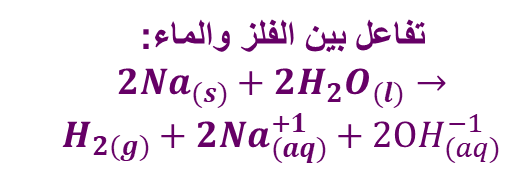 تفاعل بين الفلز والماء:
2Na(s) + 2H₂O(l) →
H₂(g) + 2Na⁺¹(aq) + 2OH⁻¹(aq)